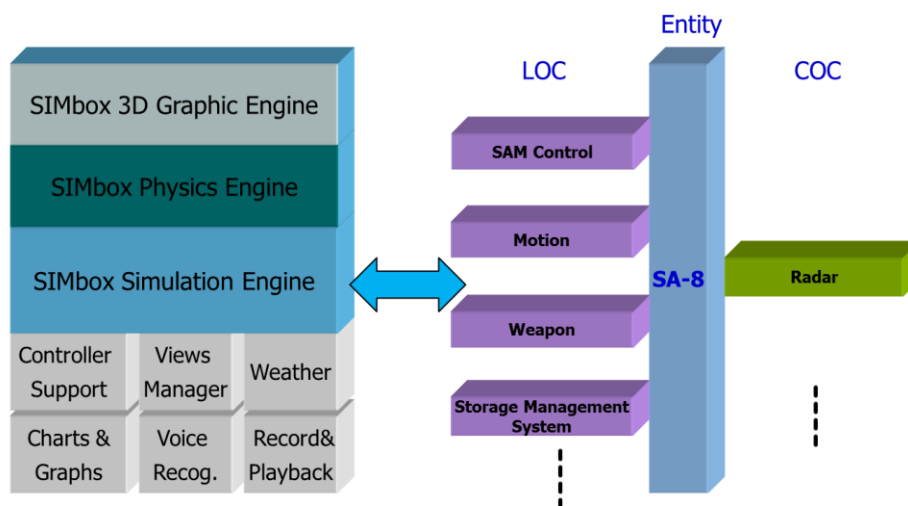 Entity
LOC
COC
SIMbox 3D Graphic Engine
SIMbox Physics Engine
SIMbox Simulation Engine
Controller
Support
Views
Manager
Weather
Charts &
Graphs
Voice
Recog.
Record&
Playback
SAM Control
Motion
Weapon
Storage Management
System
SA-8
Radar